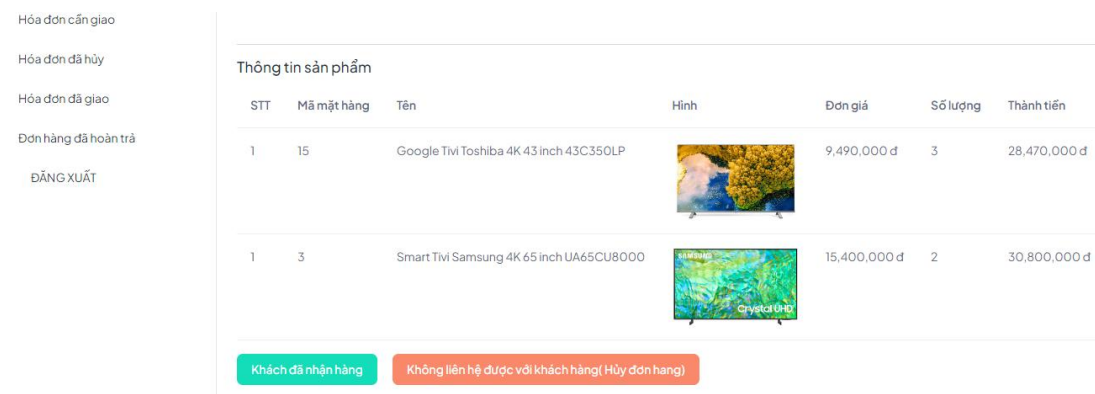 Hóa đơn cần giao
Hóa đơn đã hủy
Hóa đơn đã giao
Đơn hàng đã hoàn trả
ĐĂNG XUẤT
Thông tin sản phẩm
STT Mã mặt hàng Tên Hình Đơn giá Số lượng Thành tiền
1 15 Google Tivi Toshiba 4K 43 inch 43C350LP 9,490,000 đ 3 28,470,000 đ
1 3 Smart Tivi Samsung 4K 65 inch UA65CU8000 15,400,000 đ 2 30,800,000 đ
SAMSUNG
Crystal UHD
Khách đã nhận hàng Không liên hệ được với khách hàng( Hủy đơn hang)